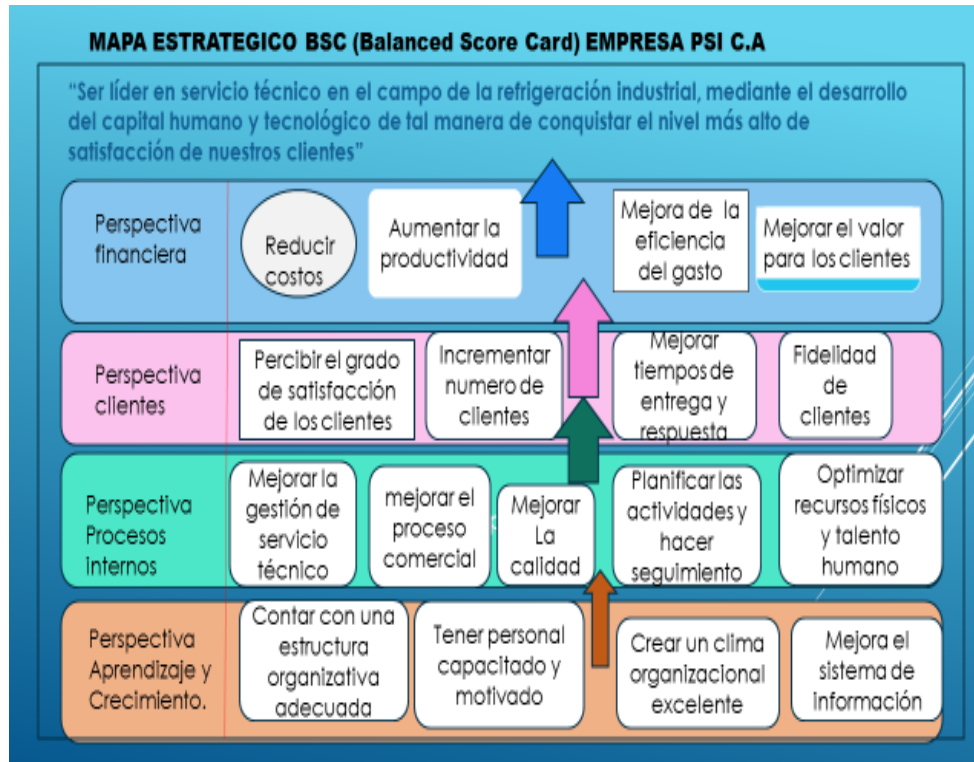 MAPA ESTRATEGICO BSC (Balanced Score Card) EMPRESA PSI C.A
“Ser líder en servicio técnico en el campo de la refrigeración industrial, mediante el desarrollo
del capital humano y tecnológico de tal manera de conquistar el nivel más alto de
satisfacción de nuestros clientes”
Perspectiva
financiera
Reducir
costos
Aumentar la
productividad
Mejora de la
eficiencia
del gasto
Mejorar el valor
para los clientes
Perspectiva
clientes
Percibir el grado
de satisfacción
de los clientes
Incrementar
numero de
clientes
Mejorar
tiempos de
entrega y
respuesta
Fidelidad
de
clientes
Perspectiva
Procesos
internos
Mejorar la
gestión de
servicio
técnico
mejorar el
proceso
comercial
Mejorar
La
calidad
Planificar las
actividades y
hacer
seguimiento
Optimizar
recursos físicos
y talento
humano
Perspectiva
Aprendizaje y
Crecimiento.
Contar con una
estructura
organizativa
adecuada
Tener personal
capacitado y
motivado
Crear un clima
organizacional
excelente
Mejora el
sistema de
información